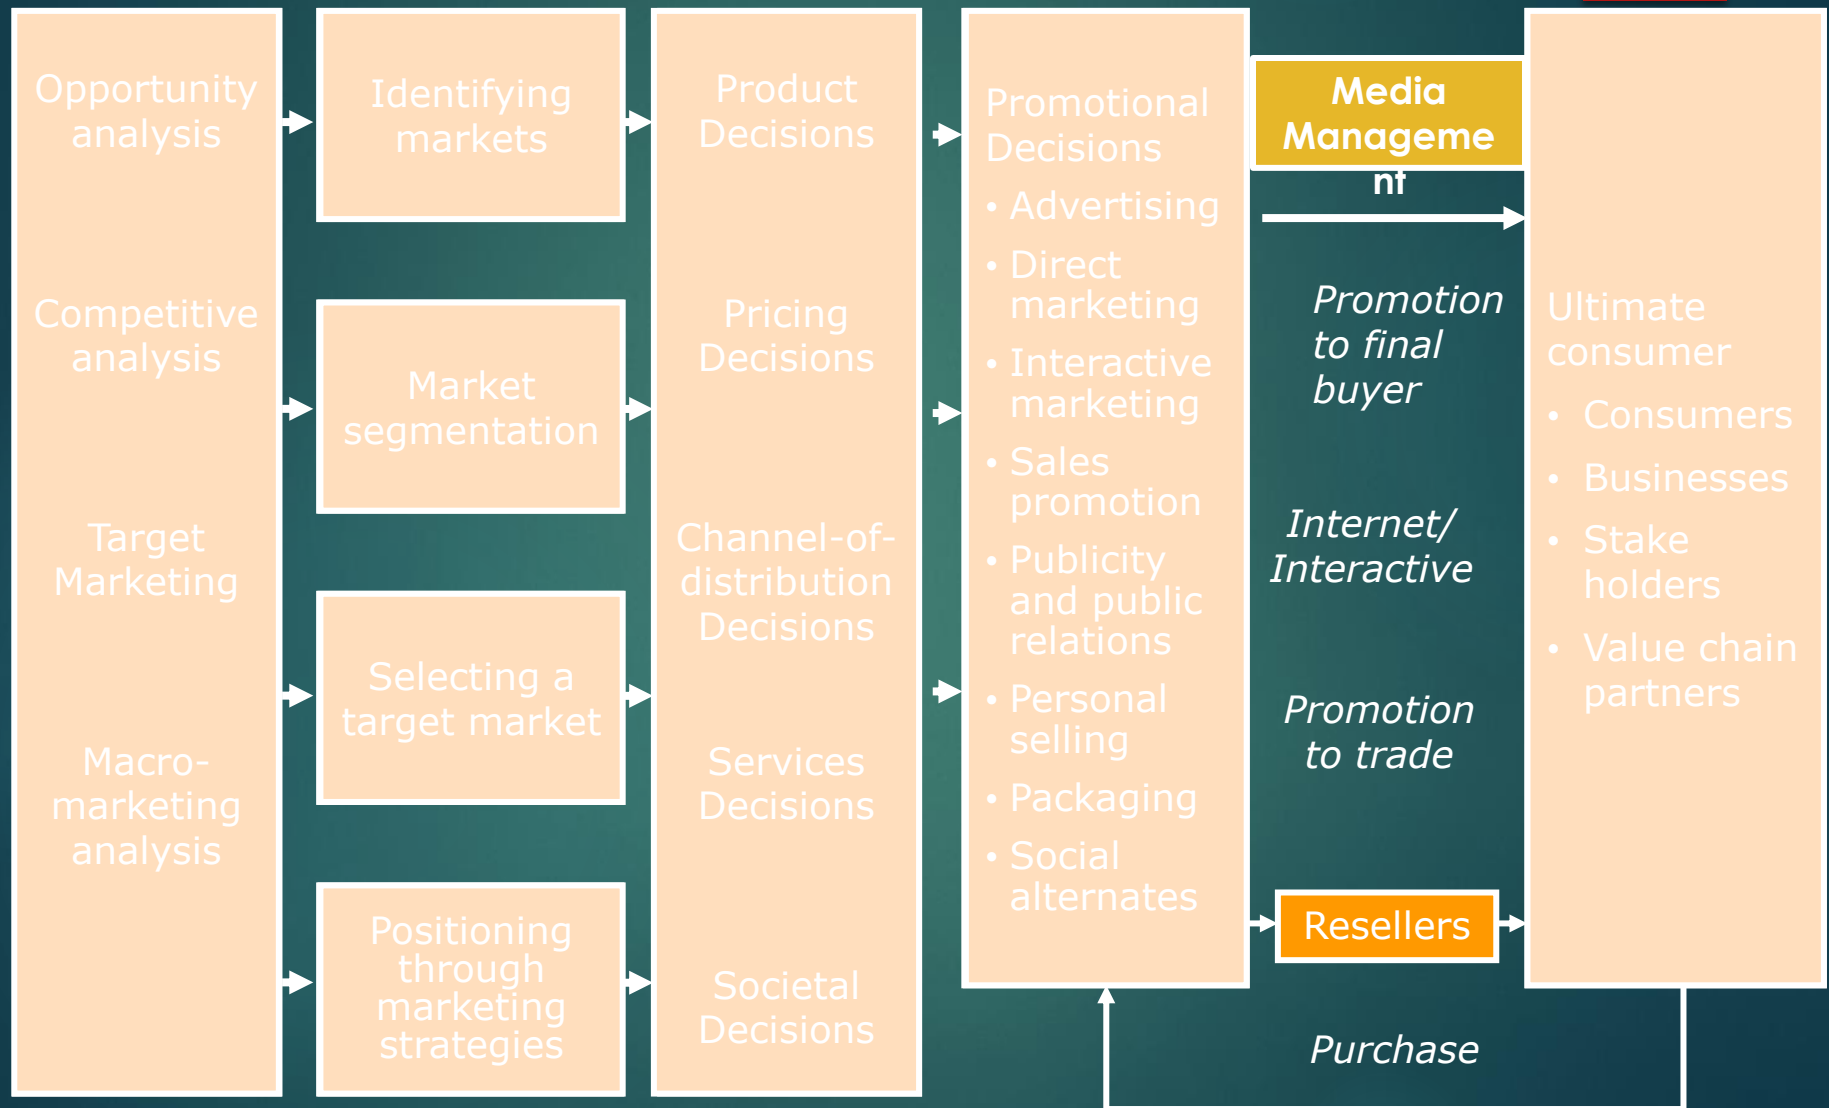 Opportunity
analysis
Competitive
analysis
Target
Marketing
Macro-
marketing
analysis
Identifying
markets
Market
segmentation
Selecting a
target market
Positioning
through
marketing
strategies
Product
Decisions
Pricing
Decisions
Channel-of-
distribution
Decisions
Services
Decisions
Societal
Decisions
Promotional
Decisions
• Advertising
• Direct
marketing
• Interactive
marketing
• Sales
promotion
• Publicity
and public
relations
• Personal
selling
• Packaging
• Social
alternates
Media
Manageme
nt
Promotion
to final
buyer
Internet/
Interactive
Promotion
to trade
Resellers
Purchase
Ultimate
consumer
• Consumers
• Businesses
• Stake
holders
• Value chain
partners